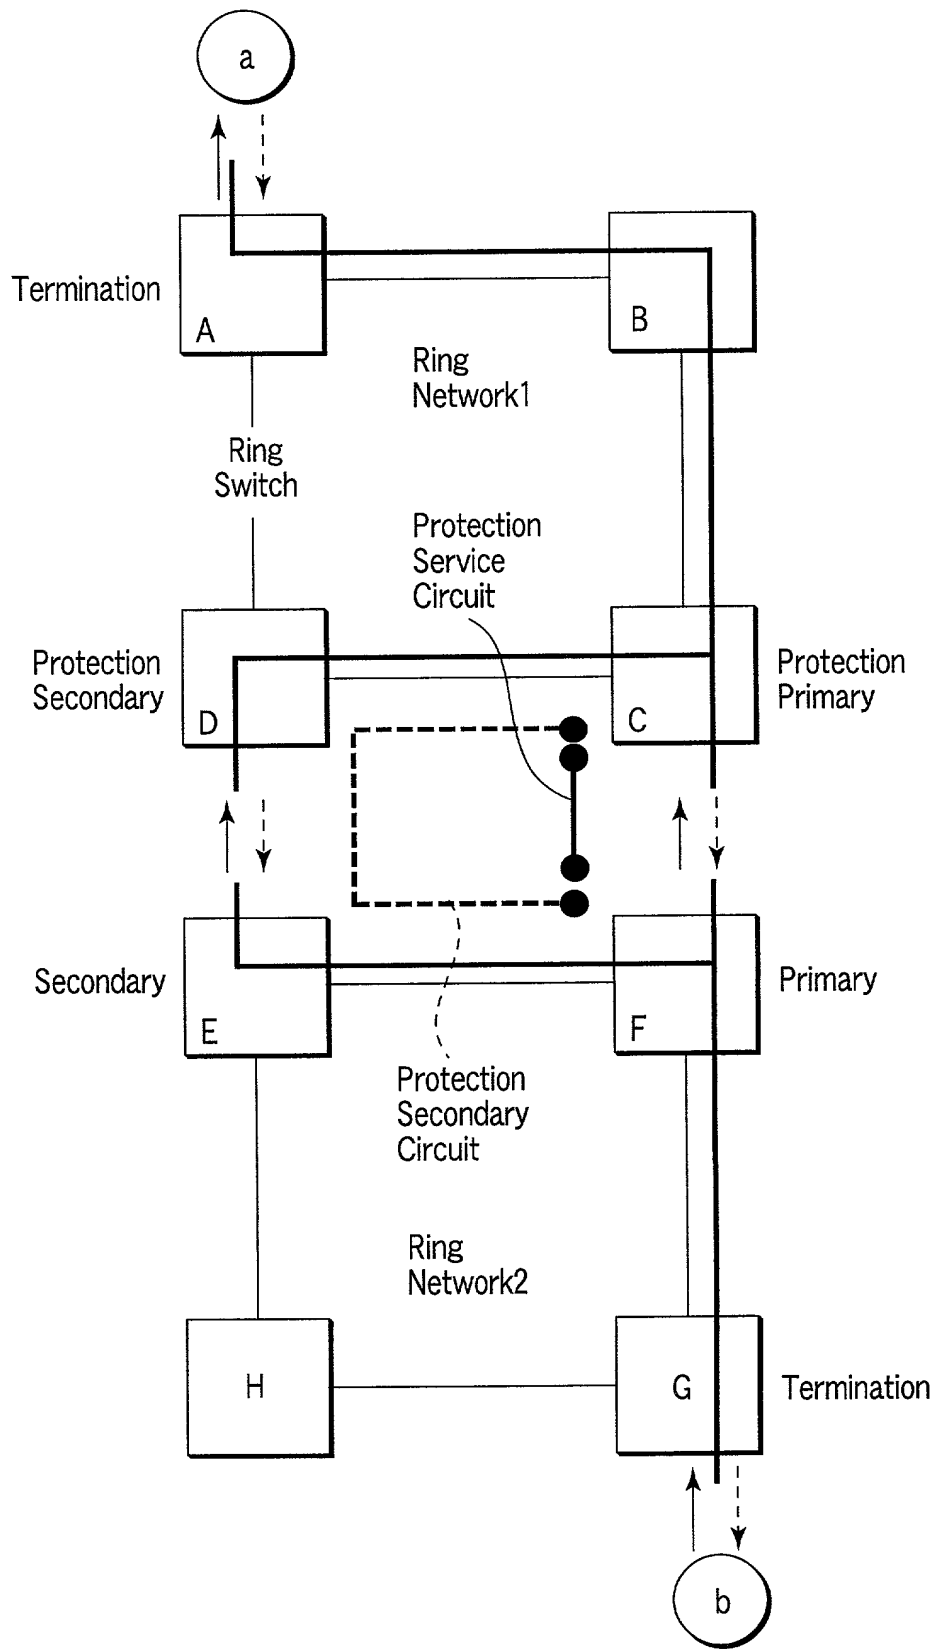 a
Termination
A
B
Ring
Network1
Ring
Switch
Protection
Service
Circuit
Protection
Secondary
D
C
Protection
Primary
Secondary
E
F
Primary
Protection
Secondary
Circuit
Ring
Network2
H
G
Termination
b